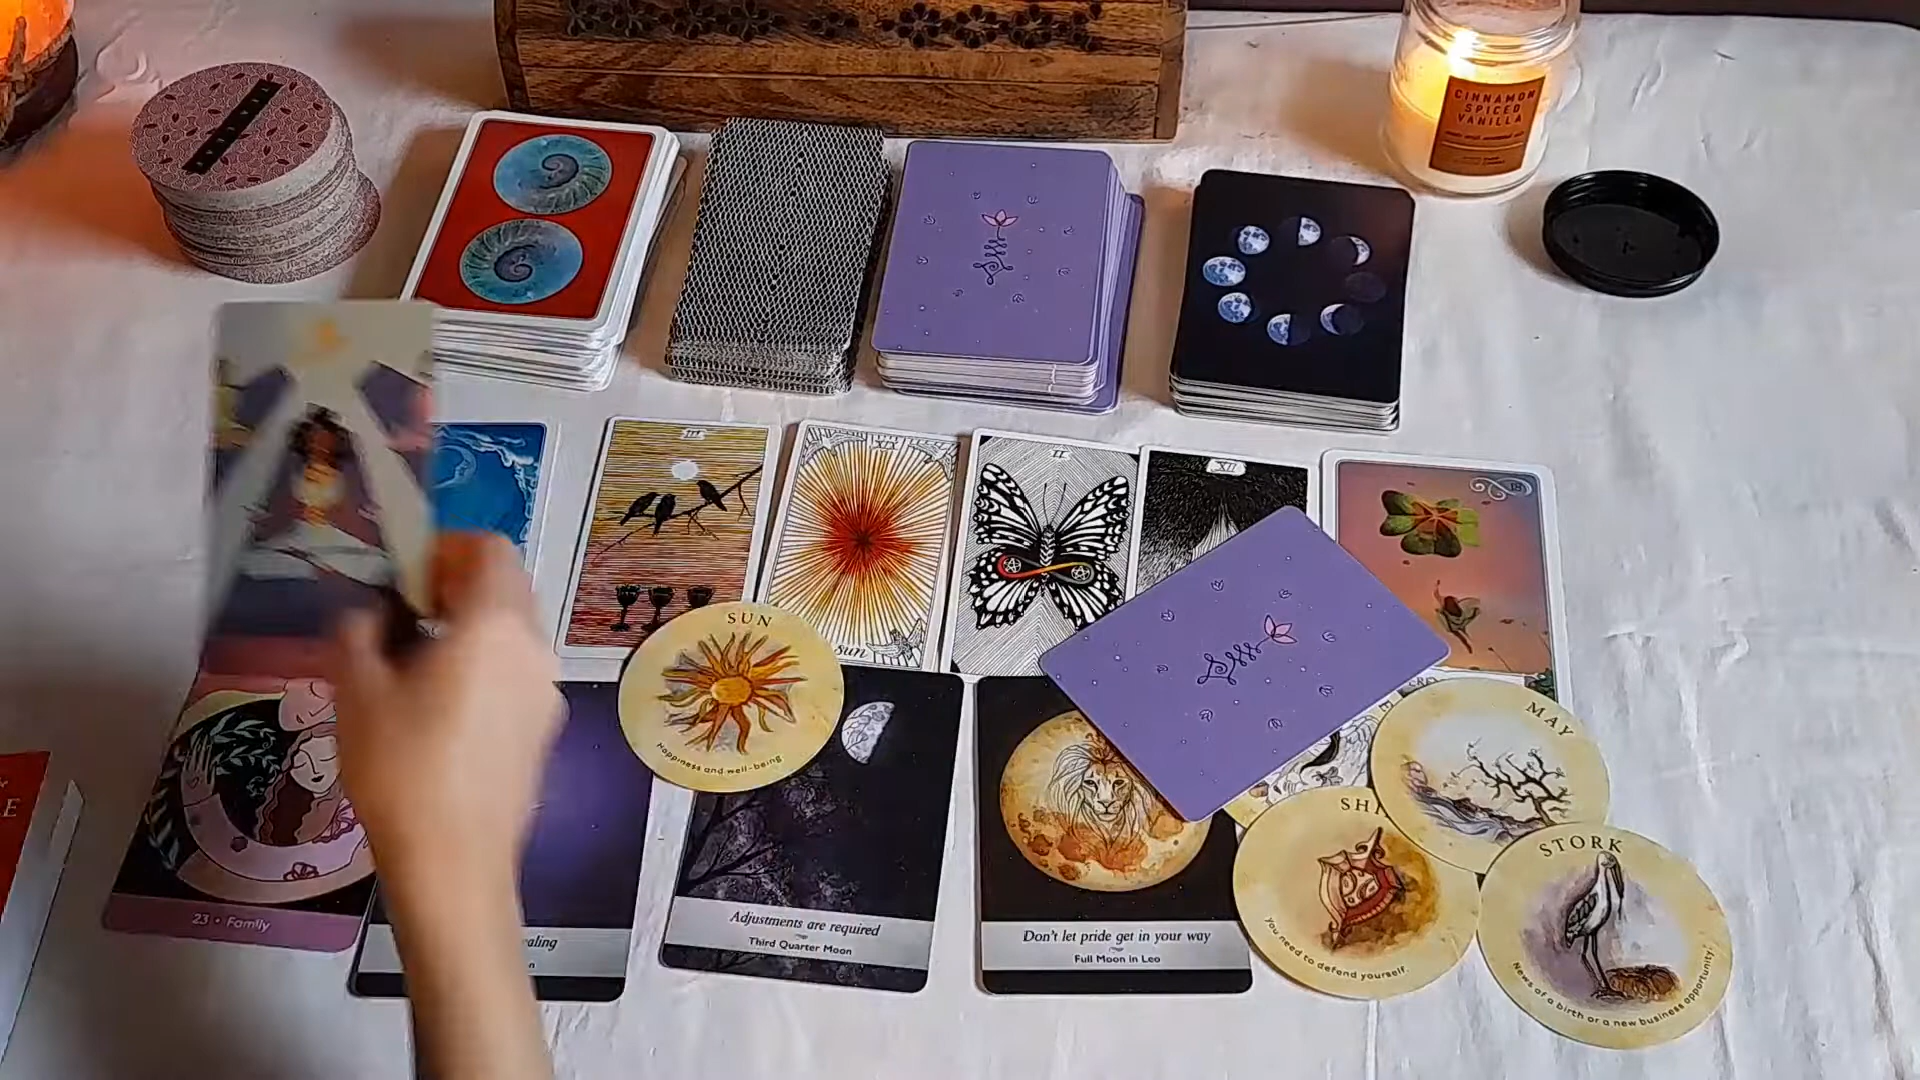 CINNAMON
SPICED
VANILLA
III
XIX
II
XII
18
sun
SUN
Happiness and well-being.
MAY
STORK
News of a birth or a new business opportunity.
You need to defend yourself.
23 • Family
Adjustments are required
Third Quarter Moon
Don't let pride get in your way
Full Moon in Leo